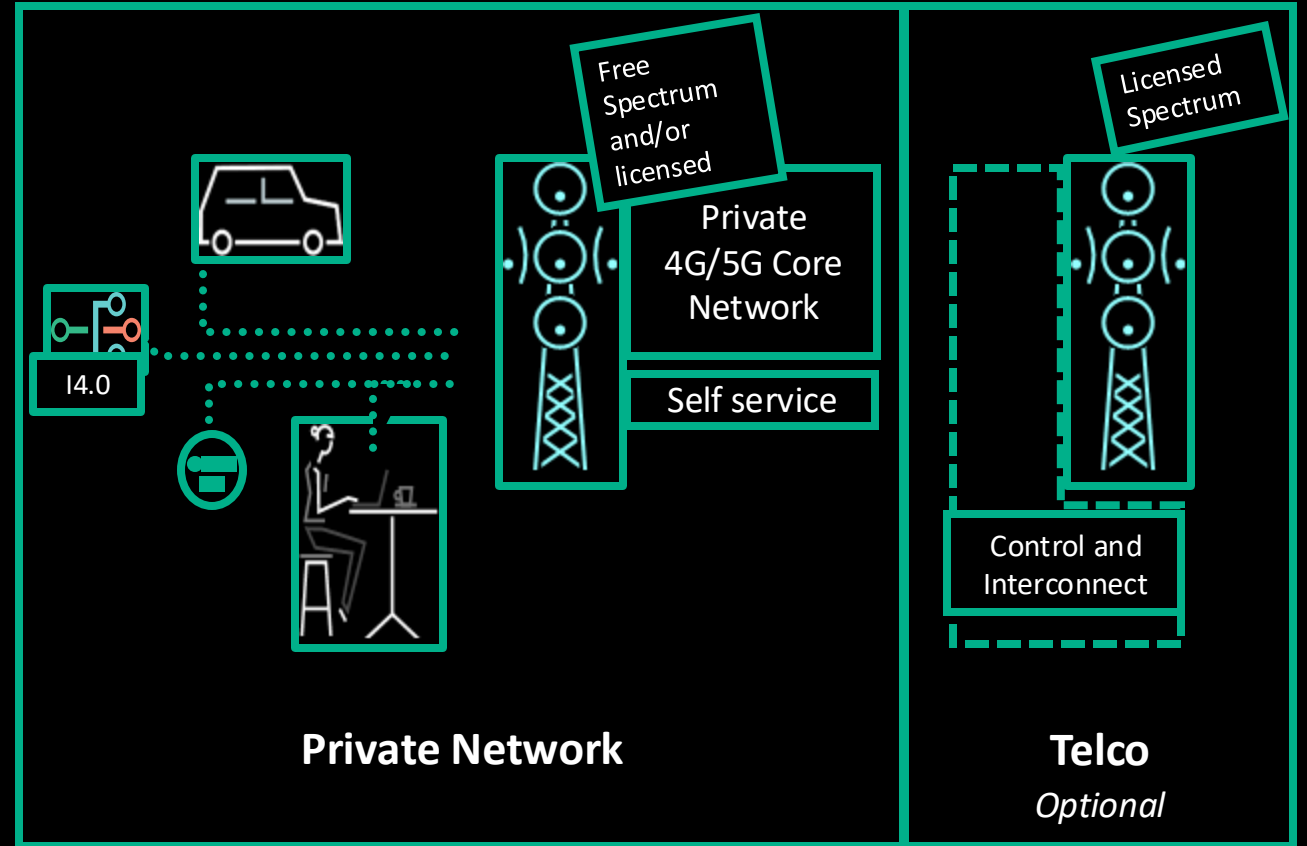 Free
Spectrum
and/or
licensed
Licensed
Spectrum
Private
4G/5G Core
Network
I4.0
Self service
Control and
Interconnect
Private Network
Telco
Optional